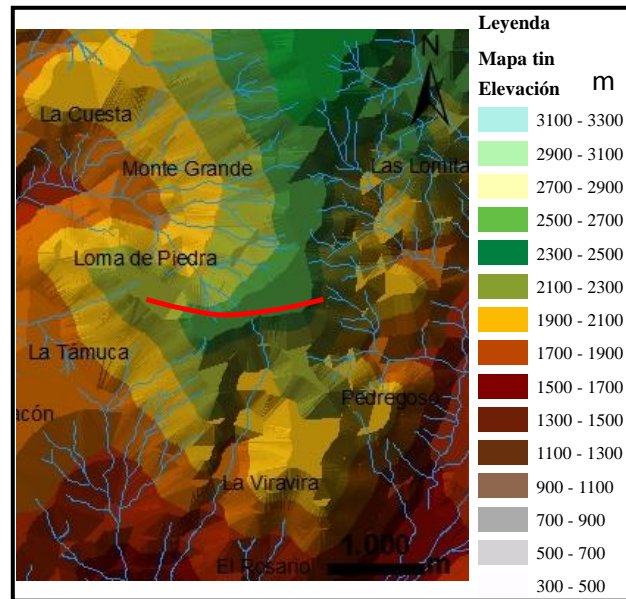 N
La Cuesta
Monte Grande
Las Lomita
Loma de Piedra
La Támuca
acón
Pedregoso
La Viravira
El Rosario
1.000
m
Leyenda
Mapa tin
Elevación m
3100 - 3300
2900 - 3100
2700 - 2900
2500 - 2700
2300 - 2500
2100 - 2300
1900 - 2100
1700 - 1900
1500 - 1700
1300 - 1500
1100 - 1300
900 - 1100
700 - 900
500 - 700
300 - 500